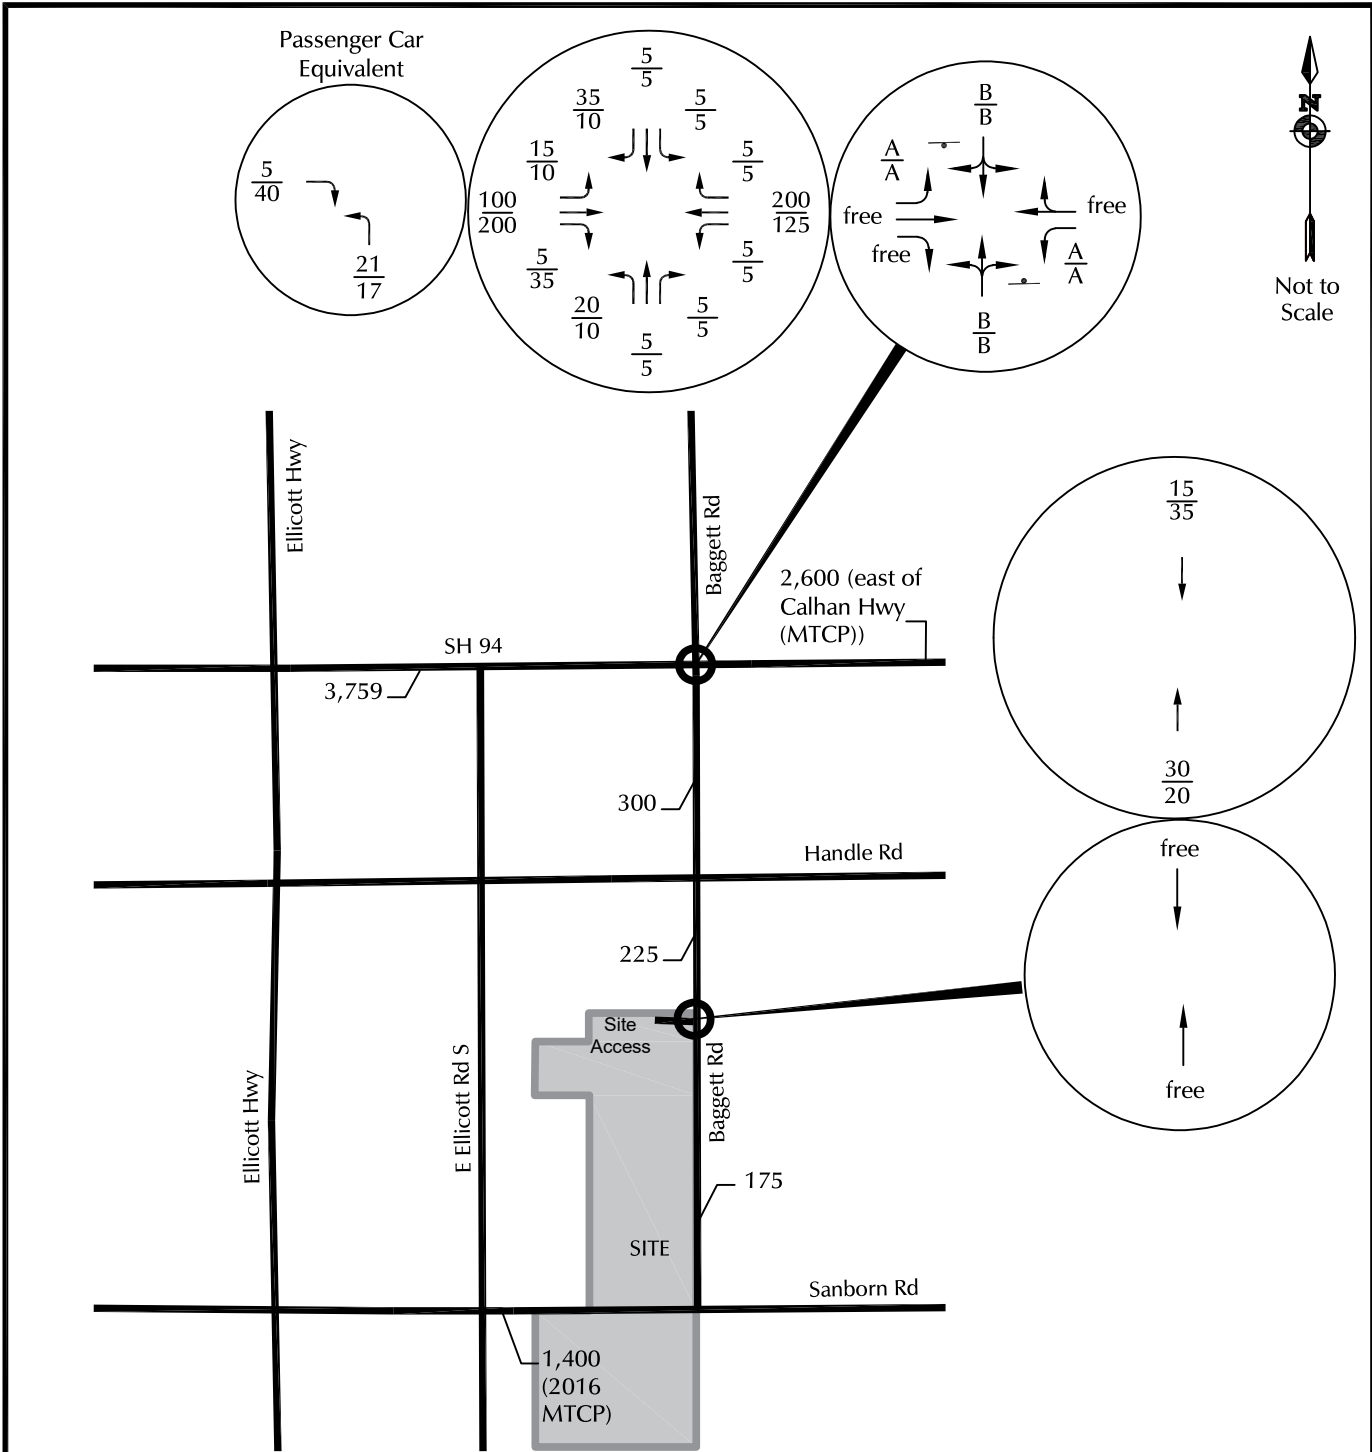 Passenger Car
Equivalent
5
40
21
17
5
5
35
10
5
5
15
10
5
5
100
200
200
125
5
35
5
5
20
10
5
5
5
5
B
B
A
A
free
free
free
A
A
B
B
N
Not to
Scale
Ellicott Hwy
Baggett Rd
2,600 (east of
Calhan Hwy
(MTCP))
SH 94
3,759
15
35
30
20
300
Handle Rd
free
225
Site
Access
free
Ellicott Hwy
E Ellicott Rd S
Baggett Rd
175
SITE
Sanborn Rd
1,400
(2016
MTCP)